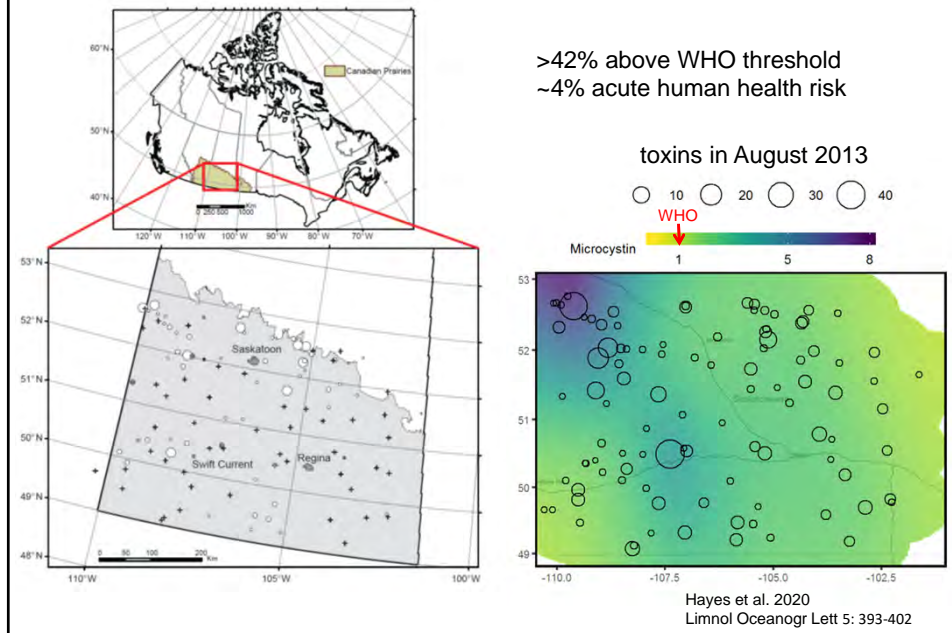 60°N
Canadian Prairies
50°N
40°N
0 250 500 1000
Km
120°W 100°W 90°W 80°W 70°W
53°N
52°N
51°N
50°N
49°N
48°N
Saskatoon
Swift Current
Regina
0 50 100 200
Km
110°W 105°W 100°W
>42% above WHO threshold
~4% acute human health risk
toxins in August 2013
10 20 30 40
WHO
Microcystin
1 5 8
53
52
51
50
49
-110.0 -107.5 -105.0 -102.5
Hayes et al. 2020
Limnol Oceanogr Lett 5: 393-402